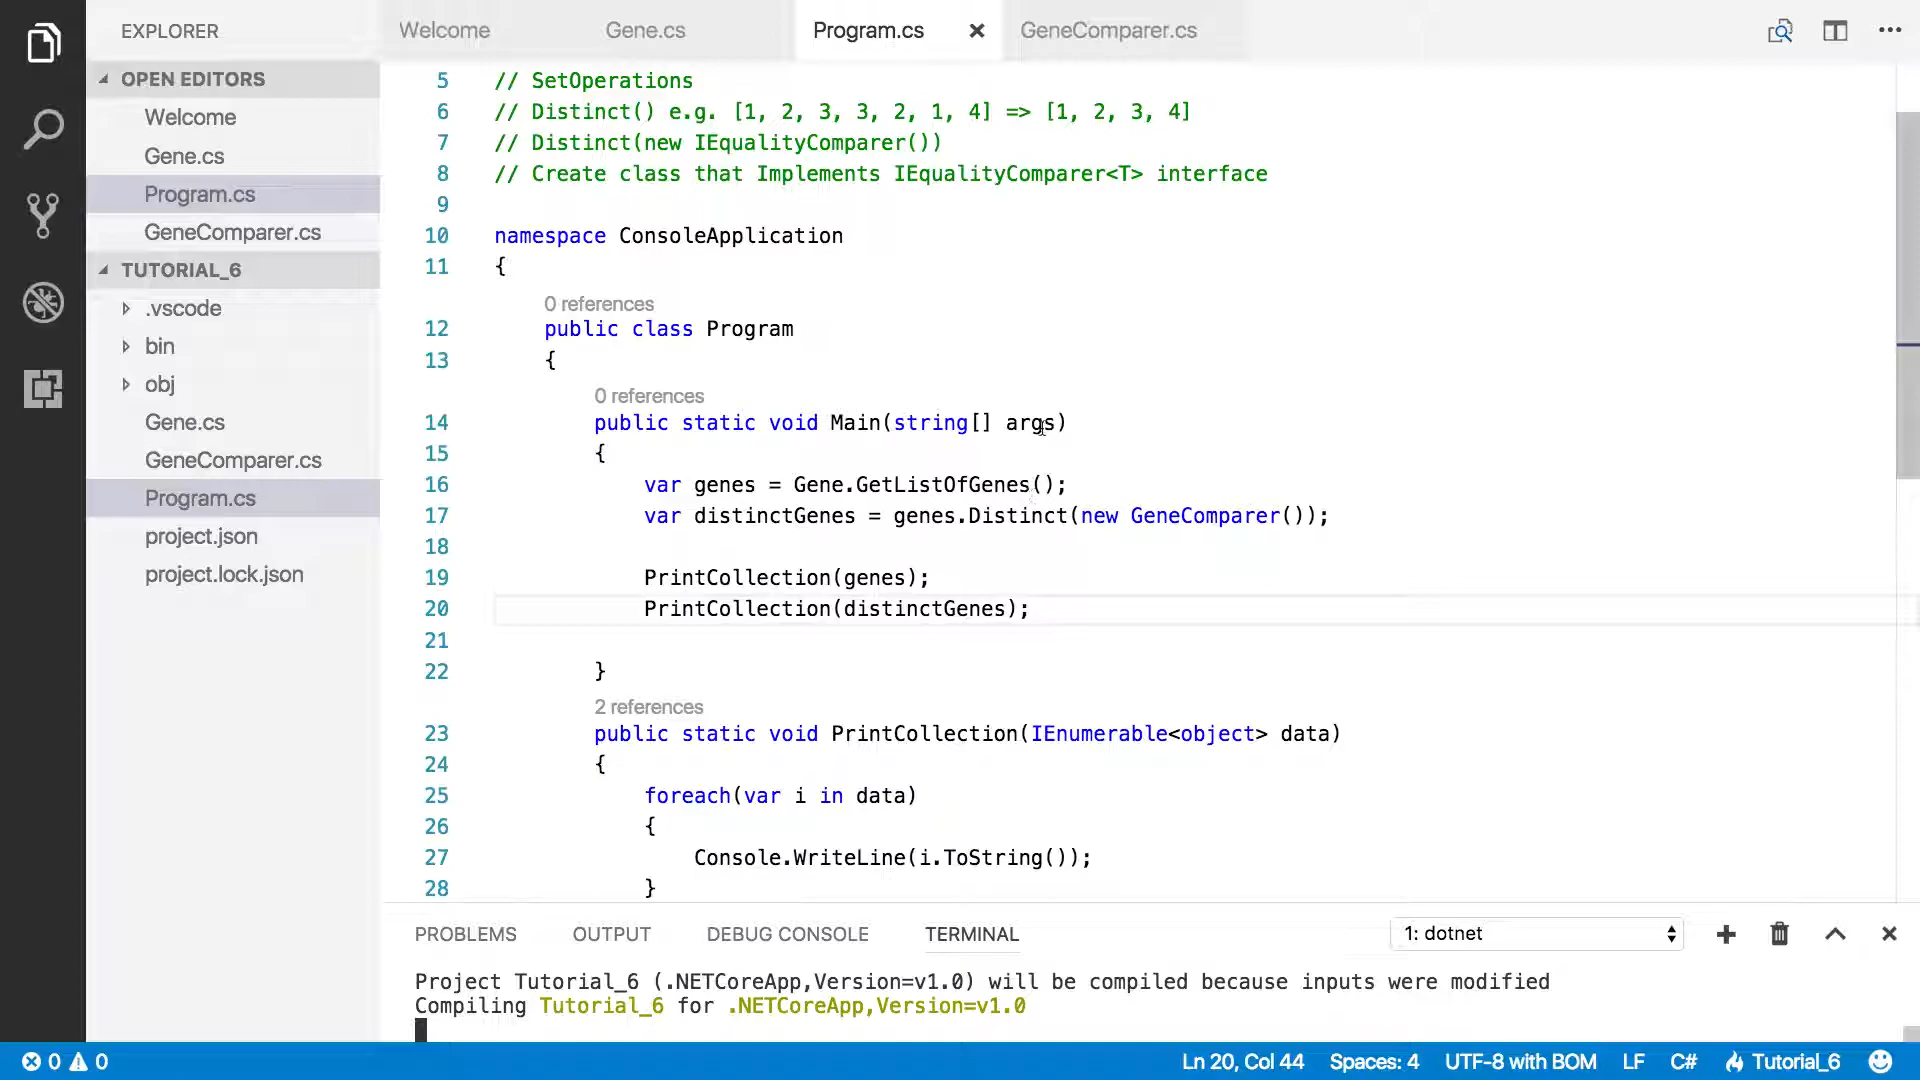 EXPLORER
Welcome
Gene.cs
Program.cs
GeneComparer.cs
OPEN EDITORS
Welcome
Gene.cs
Program.cs
GeneComparer.cs
TUTORIAL_6
.vscode
bin
obj
Gene.cs
GeneComparer.cs
Program.cs
project.json
project.lock.json
5 // SetOperations
6 // Distinct() e.g. [1, 2, 3, 3, 2, 1, 4] => [1, 2, 3, 4]
7 // Distinct(new IEqualityComparer())
8 // Create class that Implements IEqualityComparer<T> interface
9
10 namespace ConsoleApplication
11 {
0 references
12 public class Program
13 {
0 references
14 public static void Main(string[] args)
15 {
16 var genes = Gene.GetListOfGenes();
17 var distinctGenes = genes.Distinct(new GeneComparer());
18
19 PrintCollection(genes);
20 PrintCollection(distinctGenes);
21
22 }
2 references
23 public static void PrintCollection(IEnumerable<object> data)
24 {
25 foreach(var i in data)
26 {
27 Console.WriteLine(i.ToString());
28 }
PROBLEMS OUTPUT DEBUG CONSOLE TERMINAL 1: dotnet
Project Tutorial_6 (.NETCoreApp,Version=v1.0) will be compiled because inputs were modified
Compiling Tutorial_6 for .NETCoreApp,Version=v1.0
0 0 Ln 20, Col 44 Spaces: 4 UTF-8 with BOM LF C# Tutorial_6